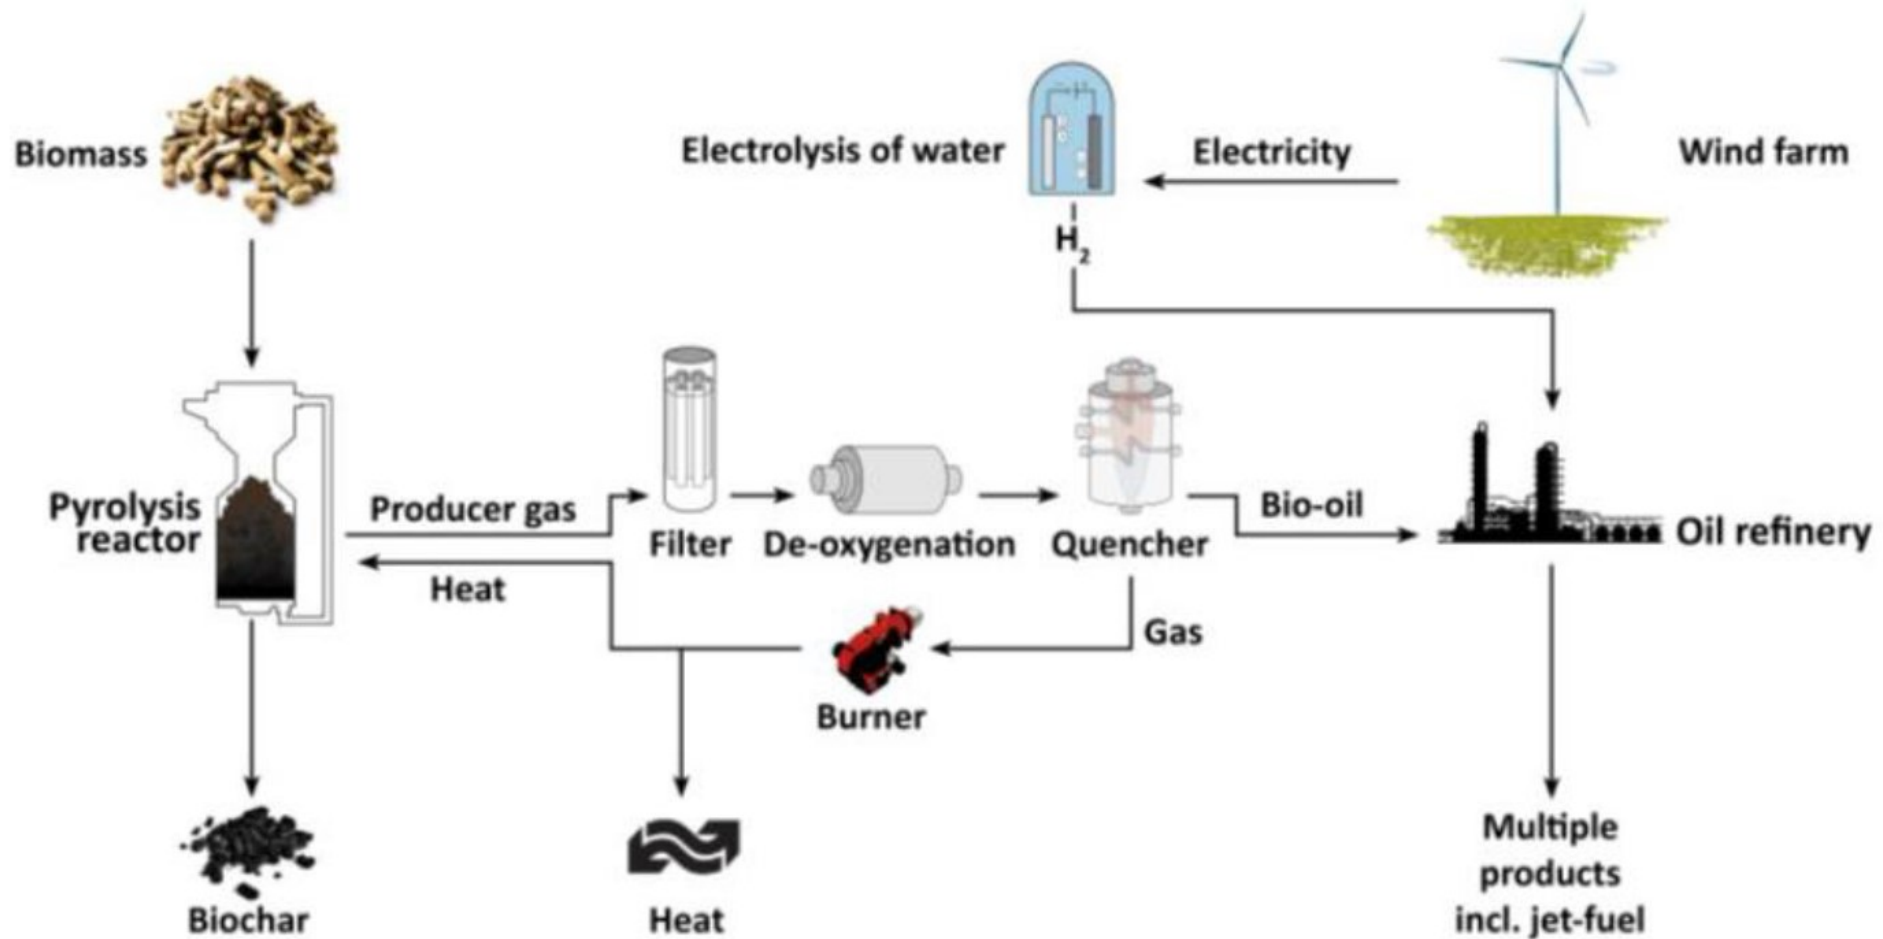 Biomass
Electrolysis of water
Electricity
Wind farm
H₂
Pyrolysis
reactor
Producer gas
Heat
Filter
De-oxygenation
Quencher
Bio-oil
Oil refinery
Gas
Burner
Biochar
Heat
Multiple
products
incl. jet-fuel